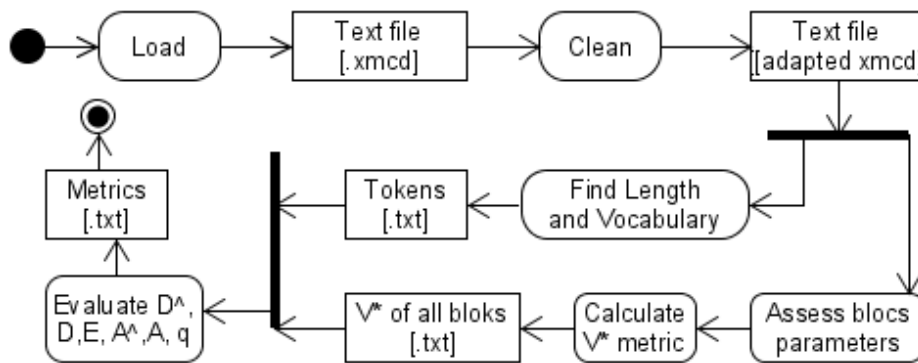 Load
Text file
[.xmcd]
Clean
Text file
[[adapted xmcd]
Metrics
[.txt]
Tokens
[.txt]
Find Length
and Vocabulary
Evaluate D^,
D,E, A^,A, q
V* of all bloks
[.txt]
Calculate
V* metric
Assess blocs
parameters